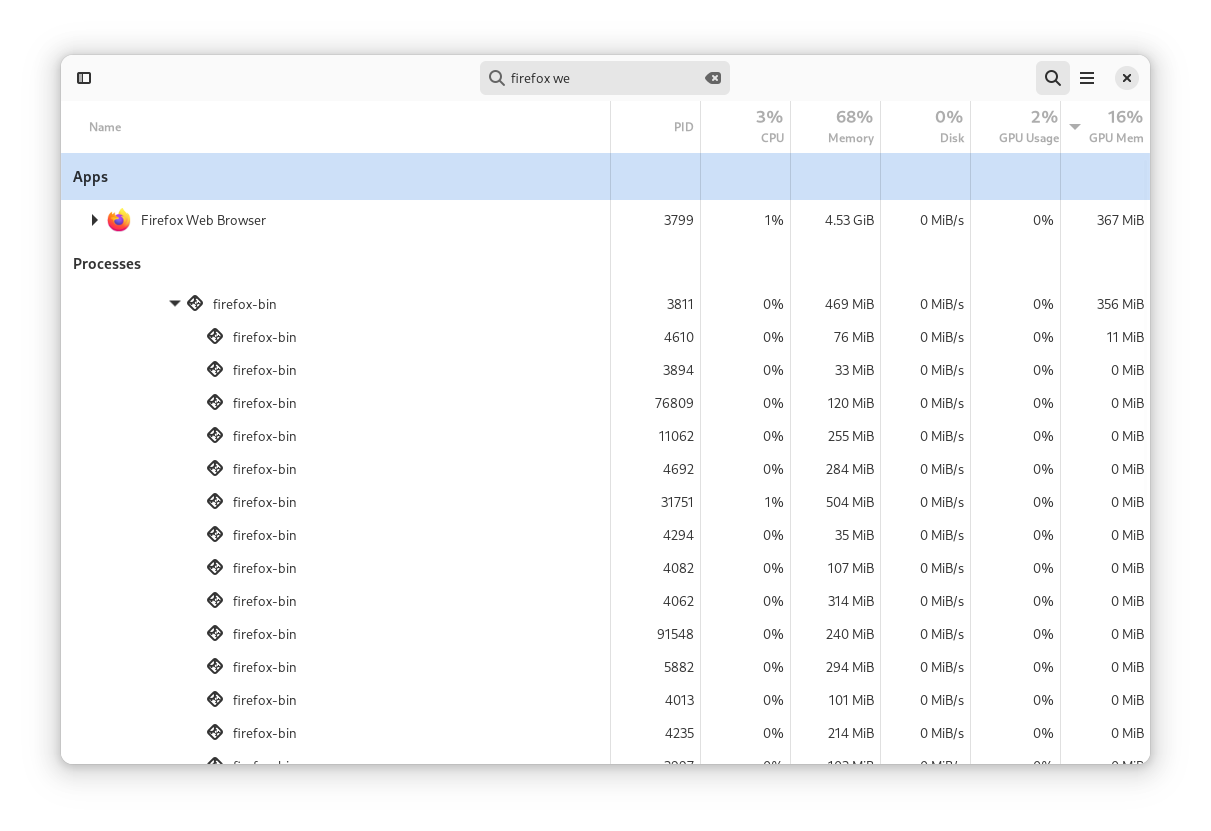 firefox we
3% 68% 0% 2% 16%
Name PID CPU Memory Disk GPU Usage GPU Mem
Apps
Firefox Web Browser 3799 1% 4.53 GiB 0 MiB/s 0% 367 MiB
Processes
firefox-bin 3811 0% 469 MiB 0 MiB/s 0% 356 MiB
firefox-bin 4610 0% 76 MiB 0 MiB/s 0% 11 MiB
firefox-bin 3894 0% 33 MiB 0 MiB/s 0% 0 MiB
firefox-bin 76809 0% 120 MiB 0 MiB/s 0% 0 MiB
firefox-bin 11062 0% 255 MiB 0 MiB/s 0% 0 MiB
firefox-bin 4692 0% 284 MiB 0 MiB/s 0% 0 MiB
firefox-bin 31751 1% 504 MiB 0 MiB/s 0% 0 MiB
firefox-bin 4294 0% 35 MiB 0 MiB/s 0% 0 MiB
firefox-bin 4082 0% 107 MiB 0 MiB/s 0% 0 MiB
firefox-bin 4062 0% 314 MiB 0 MiB/s 0% 0 MiB
firefox-bin 91548 0% 240 MiB 0 MiB/s 0% 0 MiB
firefox-bin 5882 0% 294 MiB 0 MiB/s 0% 0 MiB
firefox-bin 4013 0% 101 MiB 0 MiB/s 0% 0 MiB
firefox-bin 4235 0% 214 MiB 0 MiB/s 0% 0 MiB